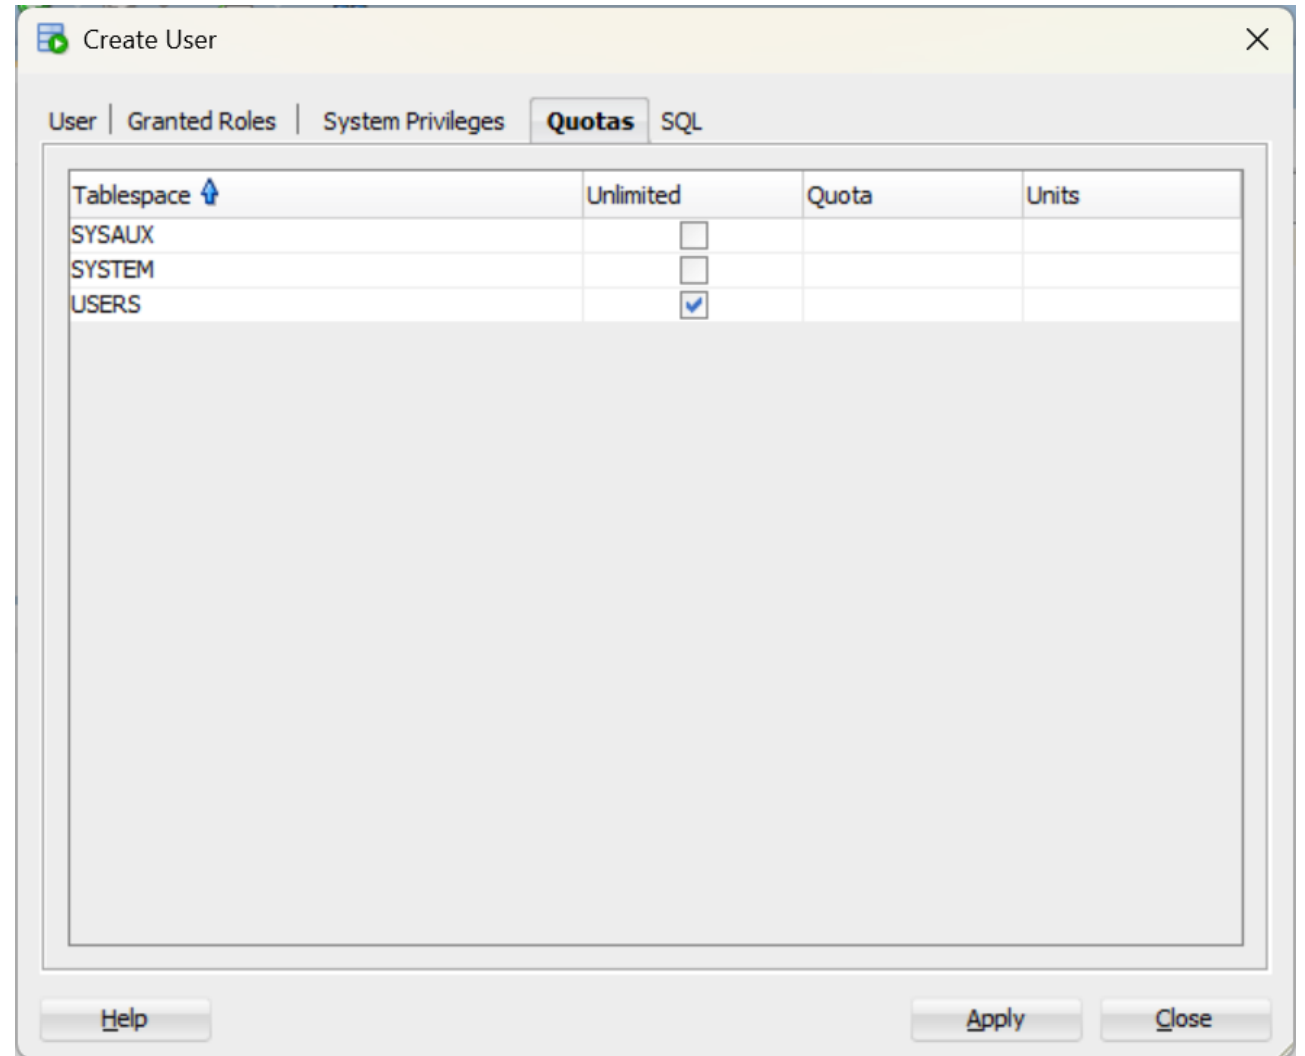 Create User
User Granted Roles System Privileges Quotas SQL
Tablespace Unlimited Quota Units
SYSAUX
SYSTEM
USERS
Help Apply Close